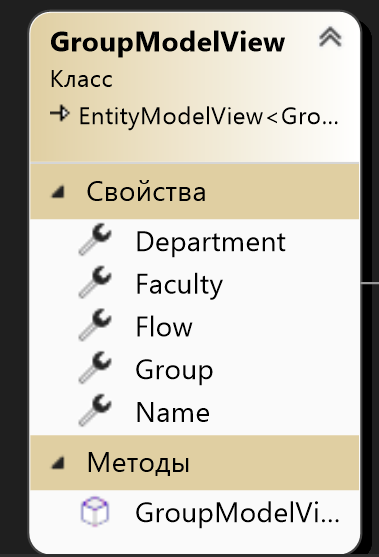 GroupModelView
Класс
EntityModelView<Gro...
Свойства
Department
Faculty
Flow
Group
Name
Методы
GroupModelVi...